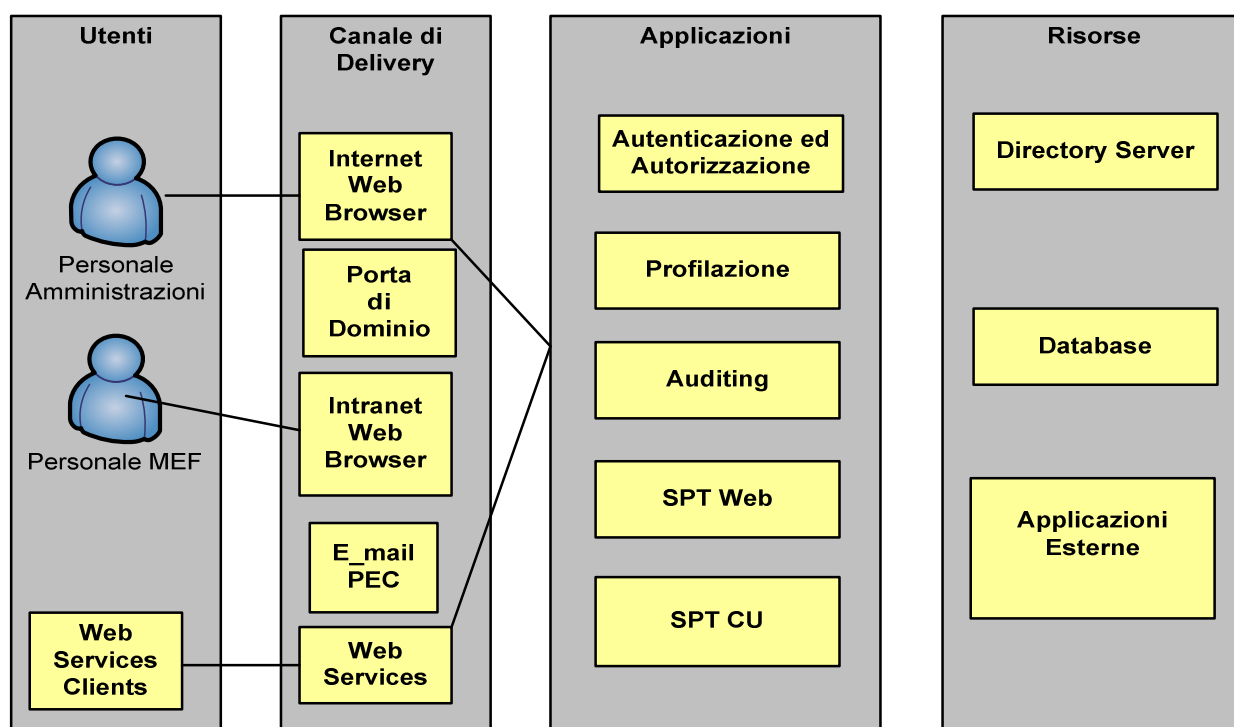 Utenti
Personale
Amministrazioni
Personale MEF
Web
Services
Clients
Canale di
Delivery
Internet
Web
Browser
Porta
di
Dominio
Intranet
Web
Browser
E_mail
PEC
Web
Services
Applicazioni
Autenticazione ed
Autorizzazione
Profilazione
Auditing
SPT Web
SPT CU
Risorse
Directory Server
Database
Applicazioni
Esterne